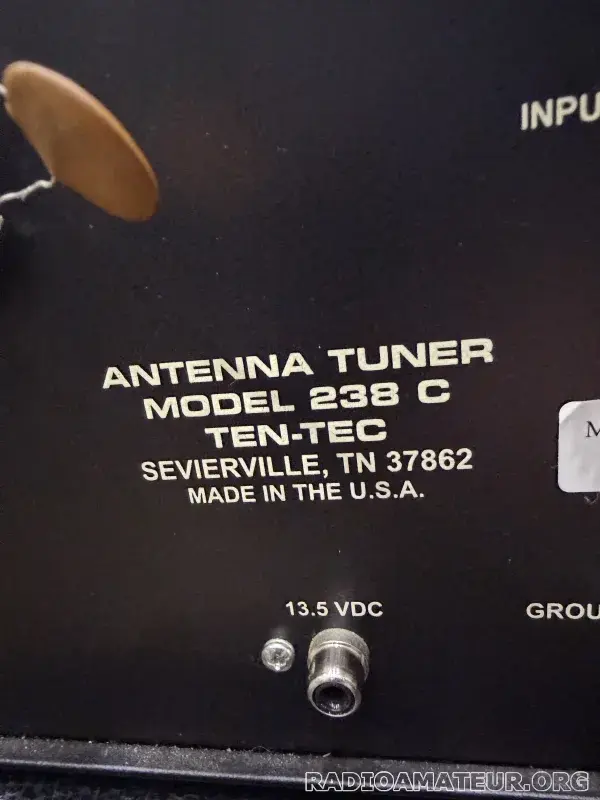 INPU
ANTENNA TUNER
MODEL 238 C
TEN-TEC
SEVIERVILLE, TN 37862
MADE IN THE U.S.A.
M
13.5 VDC
GROU
RADIOAMATEUR.ORG